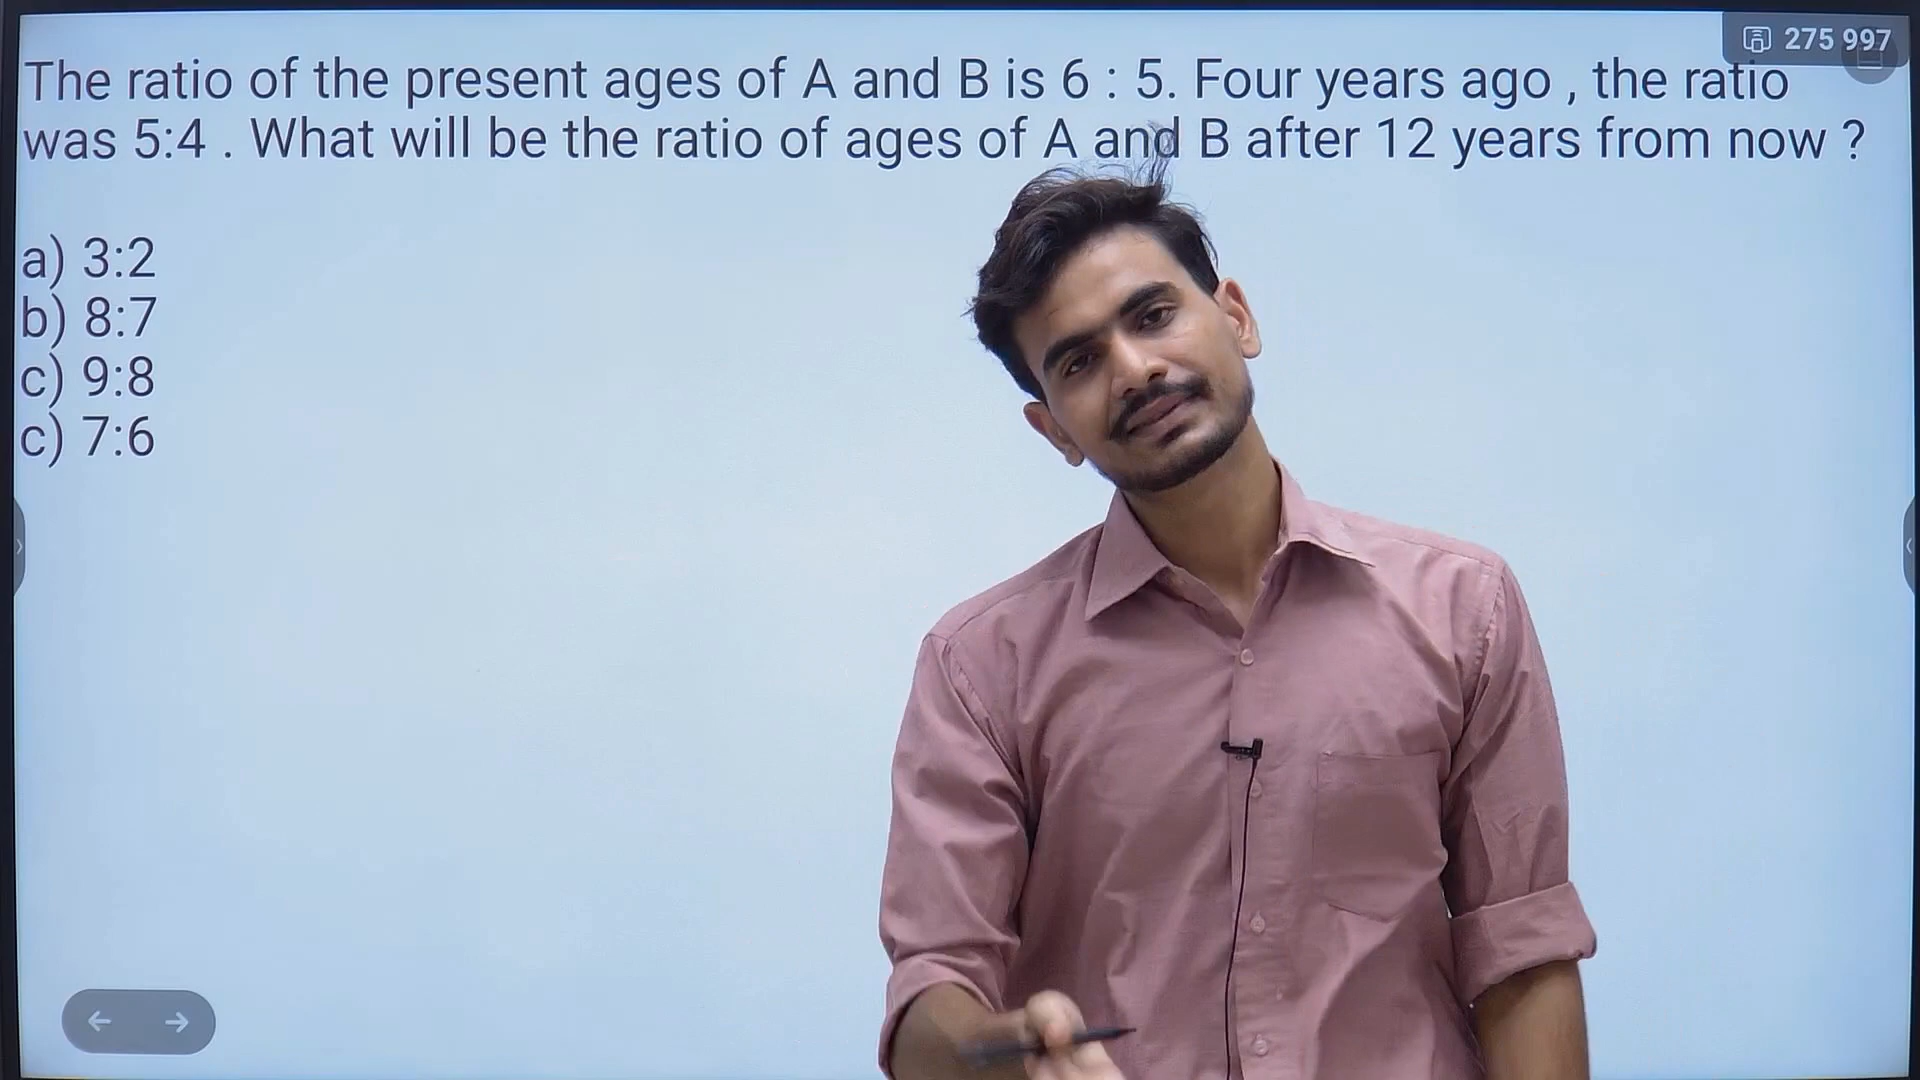 275 997
The ratio of the present ages of A and B is 6 : 5. Four years ago , the ratio
was 5:4 . What will be the ratio of ages of A and B after 12 years from now ?
a) 3:2
b) 8:7
c) 9:8
c) 7:6